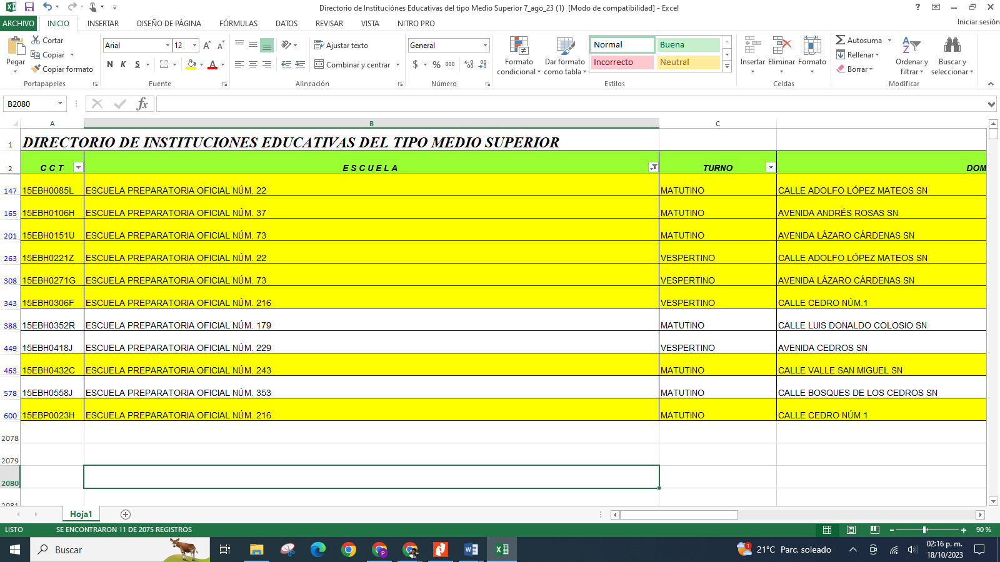 Directorio de Instituciónes Educativas del tipo Medio Superior 7_ago_23 (1) [Modo de compatibilidad] - Excel
ARCHIVO INICIO INSERTAR DISEÑO DE PÁGINA FÓRMULAS DATOS REVISAR VISTA NITRO PRO Iniciar sesión
Pegar
Cortar
Copiar
Copiar formato
Portapapeles
Arial 12
N K S
Fuente
Ajustar texto
Combinar y centrar
Alineación
General
$ % 000
Número
Formato condicional
Dar formato como tabla
Normal Buena
Incorrecto Neutral
Estilos
Insertar Eliminar Formato
Celdas
Autosuma
Rellenar
Borrar
Ordenar y filtrar
Buscar y seleccionar
Modificar
B2080
A B C
1 DIRECTORIO DE INSTITUCIONES EDUCATIVAS DEL TIPO MEDIO SUPERIOR
2 C C T E S C U E L A TURNO DOM
147 15EBH0085L ESCUELA PREPARATORIA OFICIAL NÚM. 22 MATUTINO CALLE ADOLFO LÓPEZ MATEOS SN
165 15EBH0106H ESCUELA PREPARATORIA OFICIAL NÚM. 37 MATUTINO AVENIDA ANDRÉS ROSAS SN
201 15EBH0151U ESCUELA PREPARATORIA OFICIAL NÚM. 73 MATUTINO AVENIDA LÁZARO CÁRDENAS SN
263 15EBH0221Z ESCUELA PREPARATORIA OFICIAL NÚM. 22 VESPERTINO CALLE ADOLFO LÓPEZ MATEOS SN
308 15EBH0271G ESCUELA PREPARATORIA OFICIAL NÚM. 73 VESPERTINO AVENIDA LÁZARO CÁRDENAS SN
343 15EBH0306F ESCUELA PREPARATORIA OFICIAL NÚM. 216 VESPERTINO CALLE CEDRO NÚM.1
388 15EBH0352R ESCUELA PREPARATORIA OFICIAL NÚM. 179 MATUTINO CALLE LUIS DONALDO COLOSIO SN
449 15EBH0418J ESCUELA PREPARATORIA OFICIAL NÚM. 229 VESPERTINO AVENIDA CEDROS SN
463 15EBH0432C ESCUELA PREPARATORIA OFICIAL NÚM. 243 MATUTINO CALLE VALLE SAN MIGUEL SN
578 15EBH0558J ESCUELA PREPARATORIA OFICIAL NÚM. 353 MATUTINO CALLE BOSQUES DE LOS CEDROS SN
600 15EBP0023H ESCUELA PREPARATORIA OFICIAL NÚM. 216 MATUTINO CALLE CEDRO NÚM.1
2078
2079
2080
2081
Hoja1
LISTO SE ENCONTRARON 11 DE 2075 REGISTROS 90 %
Buscar 21°C Parc. soleado 02:16 p. m.
18/10/2023